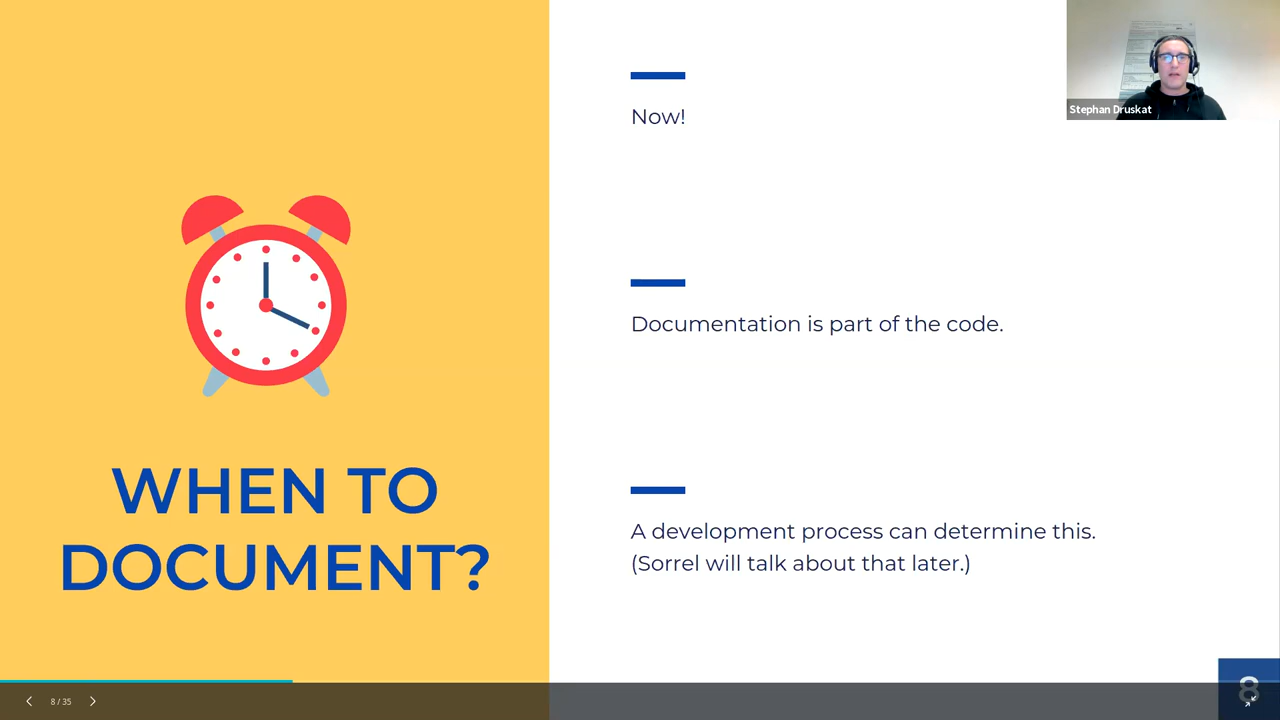 WHEN TO
DOCUMENT?
Now!
Documentation is part of the code.
A development process can determine this.
(Sorrel will talk about that later.)
Stephan Druskat
8 / 35
8